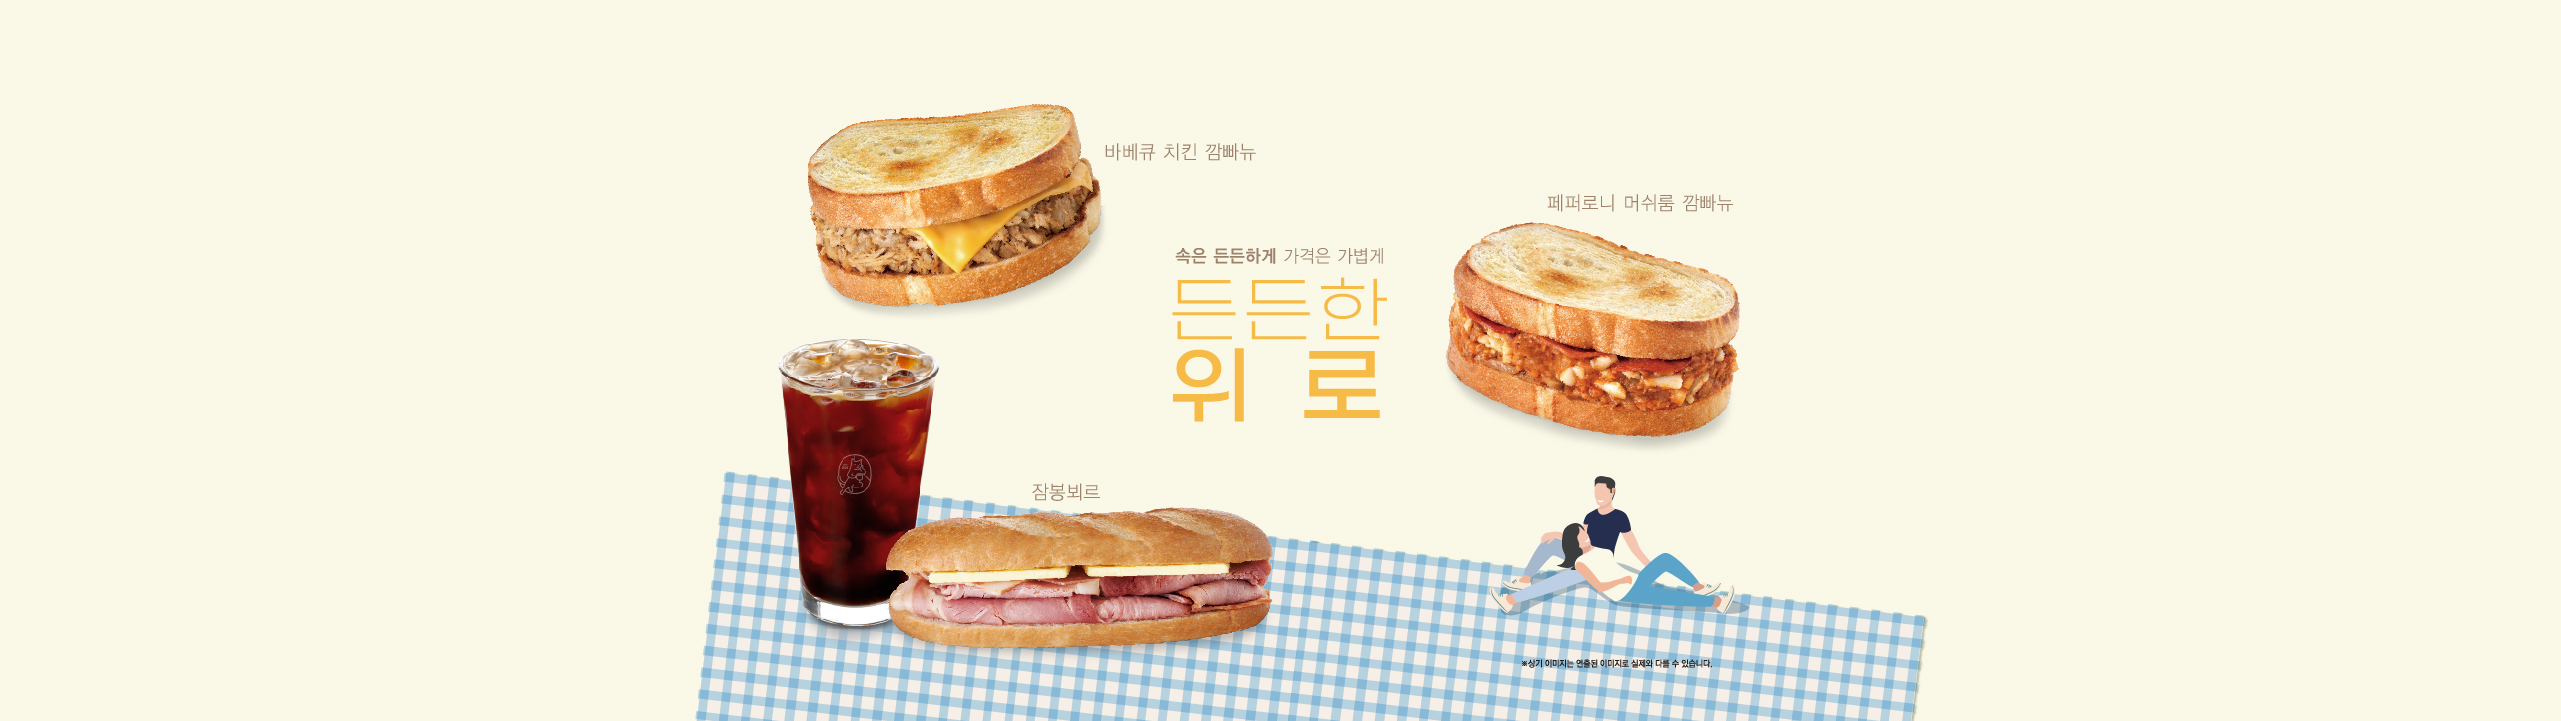 바베큐 치킨 깜빠뉴
페퍼로니 머쉬룸 깜빠뉴
속은 든든하게 가격은 가볍게
든든한
위로
잠봉뵈르
※상기 이미지는 연출된 이미지로 실제와 다를 수 있습니다.